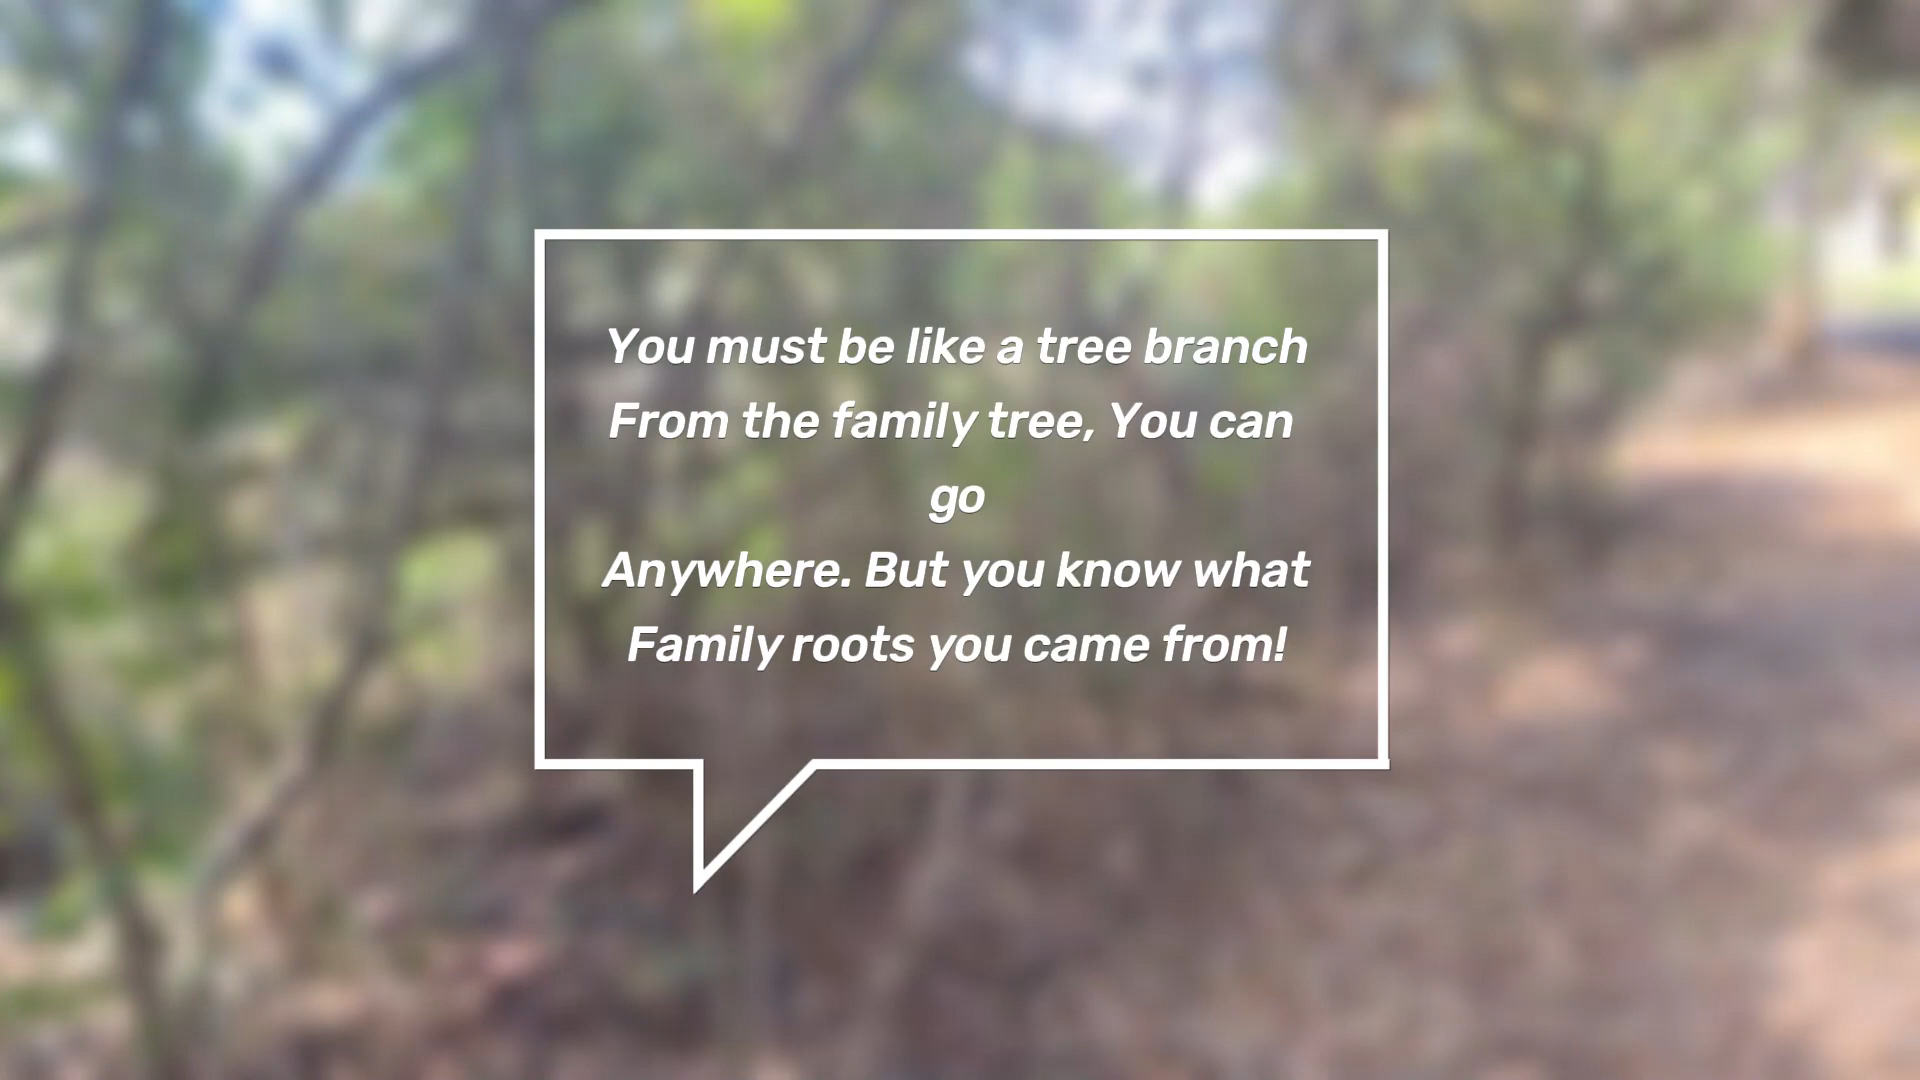 You must be like a tree branch
From the family tree, You can
go
Anywhere. But you know what
Family roots you came from!